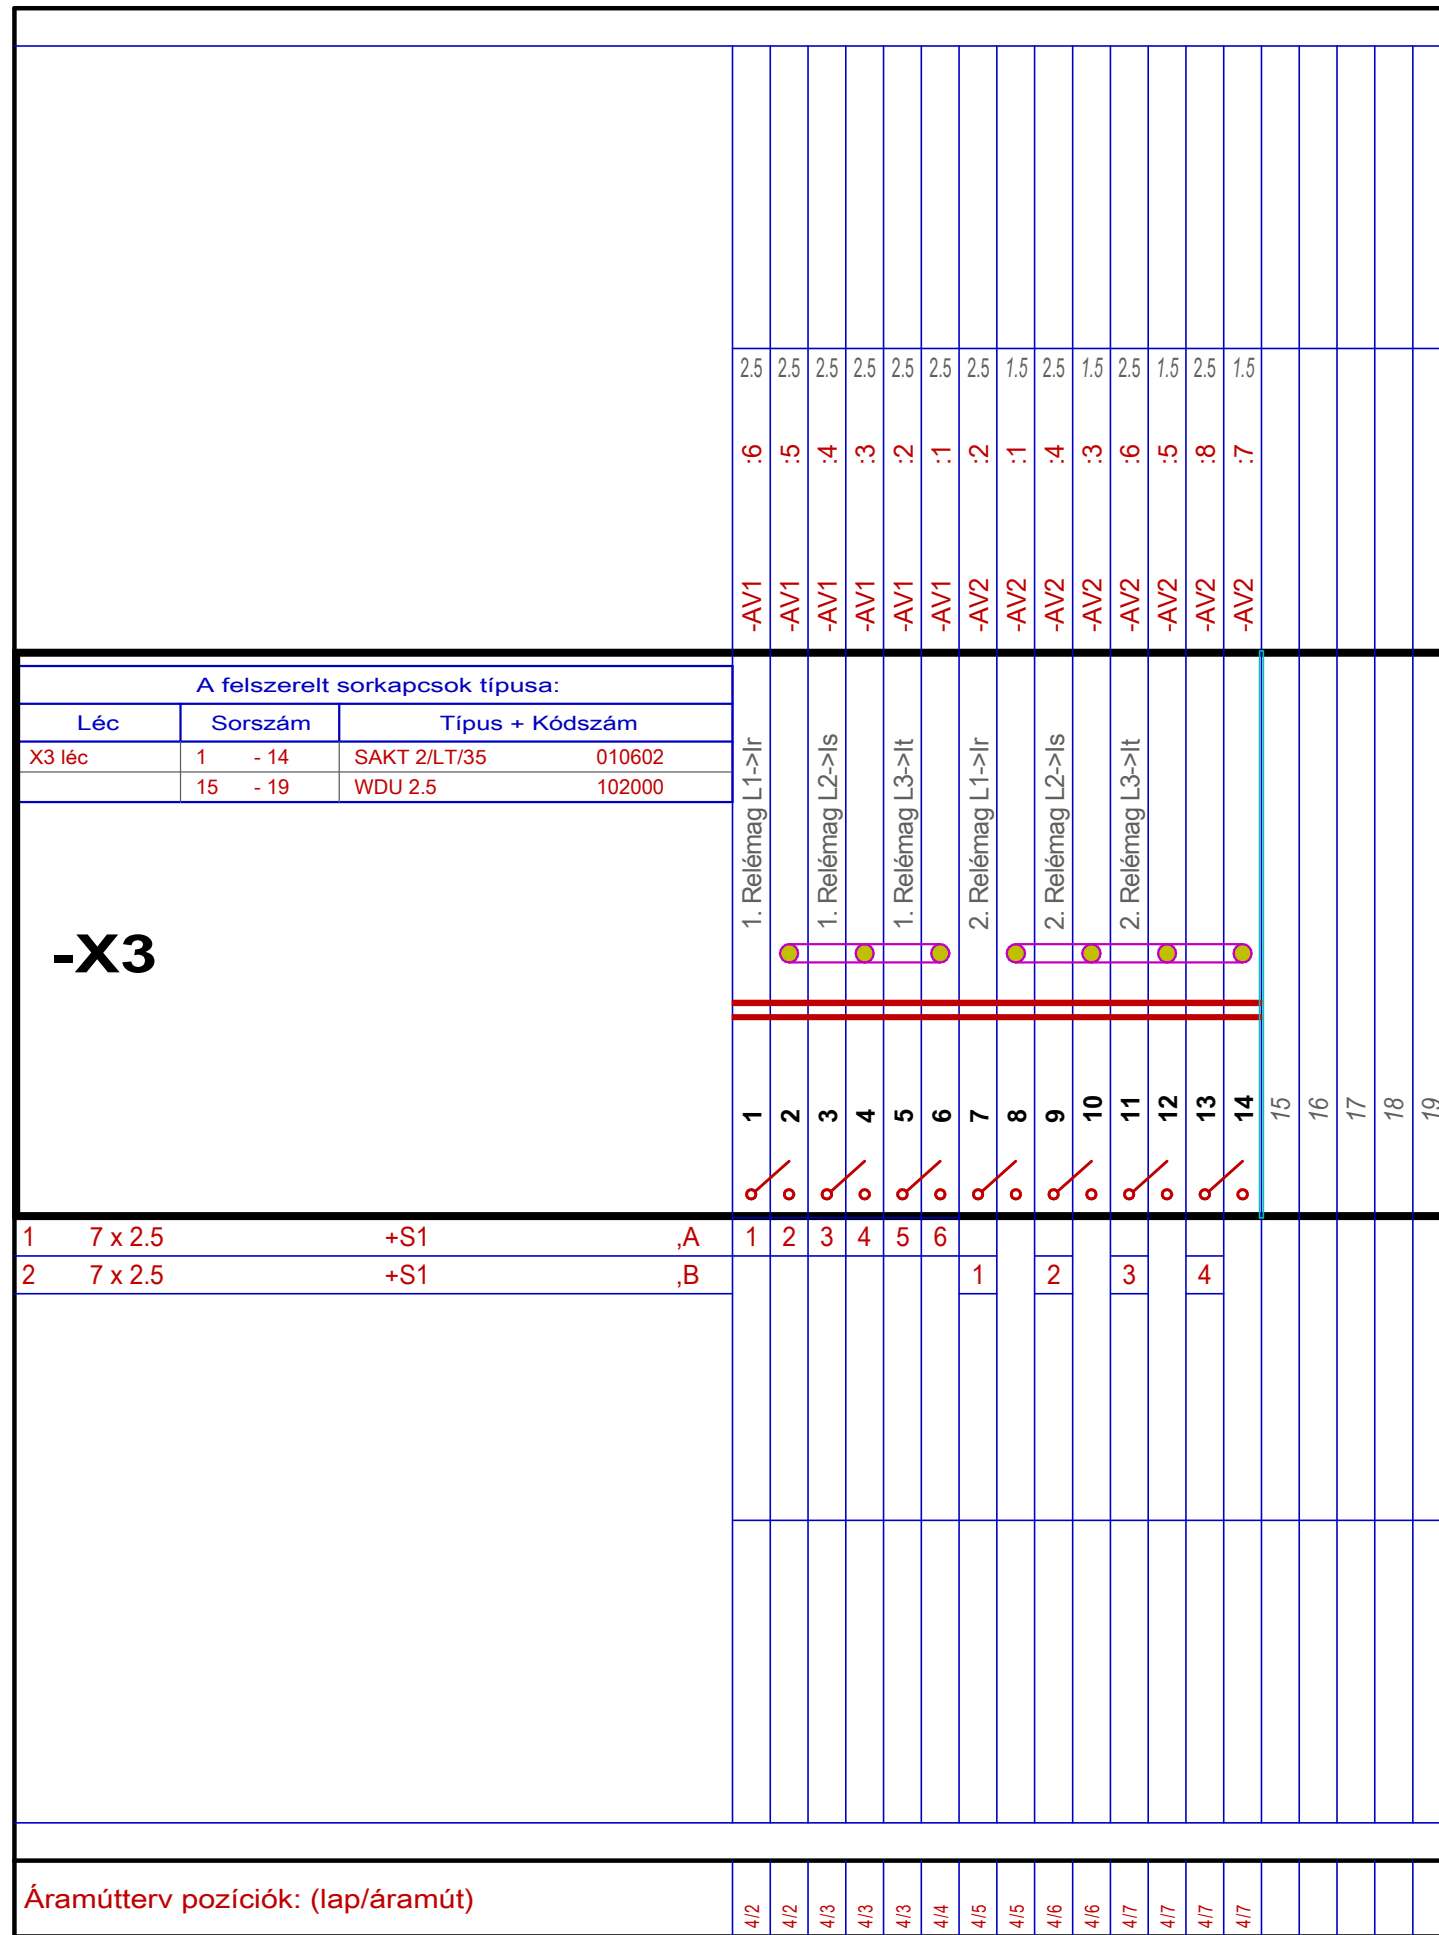 2.5 2.5 2.5 2.5 2.5 2.5 2.5 1.5 2.5 1.5 2.5 1.5 2.5 1.5
:6 :5 :4 :3 :2 :1 :2 :1 :4 :3 :6 :5 :8 :7
-AV1 -AV1 -AV1 -AV1 -AV1 -AV1 -AV2 -AV2 -AV2 -AV2 -AV2 -AV2 -AV2 -AV2
A felszerelt sorkapcsok típusa:
Léc Sorszám Típus + Kódszám
X3 léc 1 - 14 SAKT 2/LT/35 010602
15 - 19 WDU 2.5 102000
1. Relémag L1->Ir
1. Relémag L2->Is
1. Relémag L3->It
2. Relémag L1->Ir
2. Relémag L2->Is
2. Relémag L3->It
-X3
1 2 3 4 5 6 7 8 9 10 11 12 13 14 15 16 17 18 19
1 7 x 2.5 +S1 ,A 1 2 3 4 5 6
2 7 x 2.5 +S1 ,B 1 2 3 4
Áramútterv pozíciók: (lap/áramút)
4/2 4/2 4/3 4/3 4/3 4/4 4/5 4/5 4/6 4/6 4/7 4/7 4/7 4/7